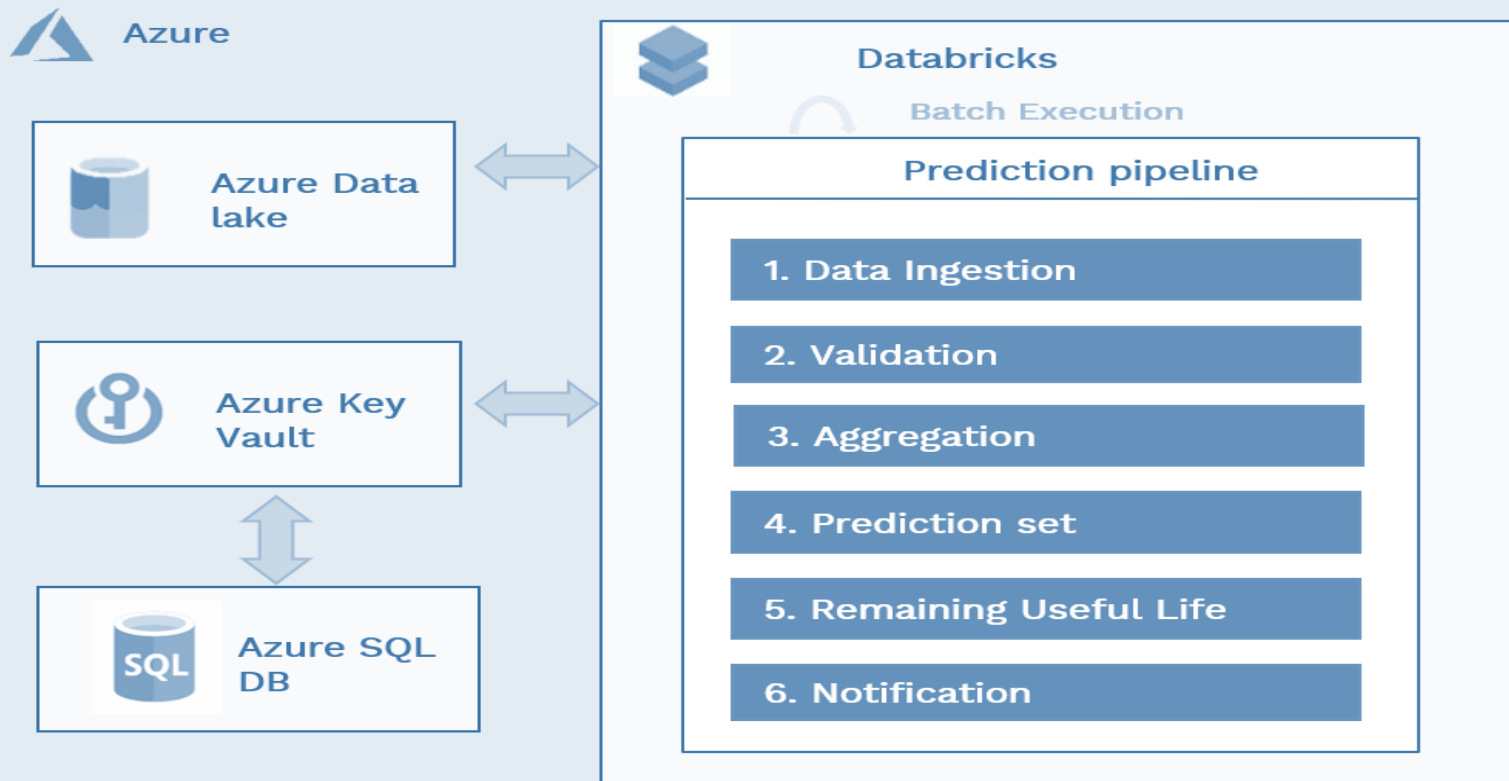 Azure
Azure Data
lake
Azure Key
Vault
SQL
Azure SQL
DB
Databricks
Batch Execution
Prediction pipeline
1. Data Ingestion
2. Validation
3. Aggregation
4. Prediction set
5. Remaining Useful Life
6. Notification